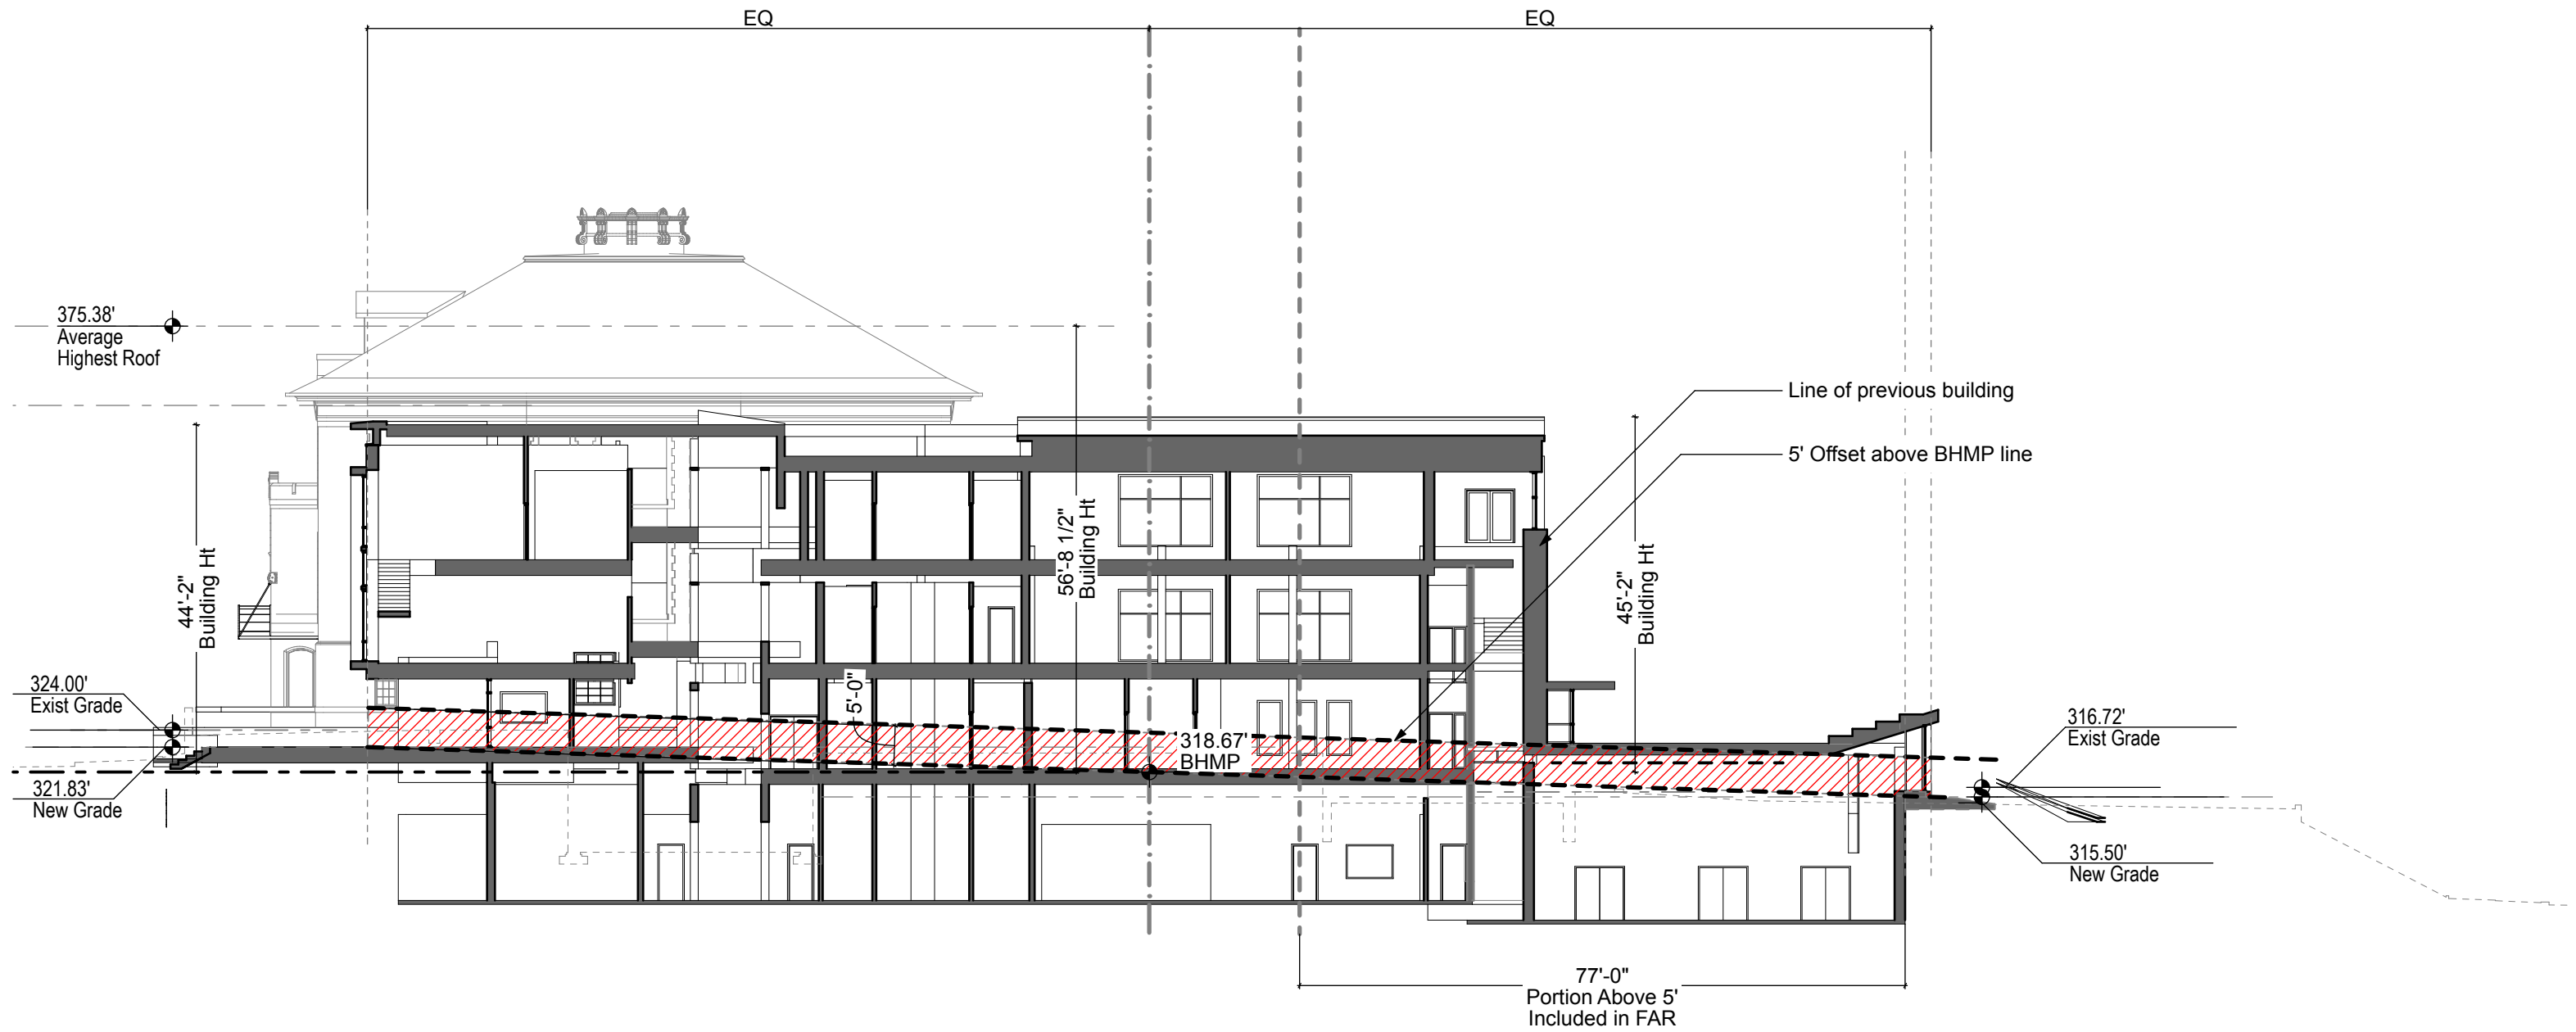 EQ
EQ
375.38'
Average
Highest Roof
Line of previous building
5' Offset above BHMP line
44'-2"
Building Ht
56'-8 1/2"
Building Ht
45'-2"
Building Ht
324.00'
Exist Grade
5'-0"
318.67'
BHMP
316.72'
Exist Grade
321.83'
New Grade
315.50'
New Grade
77'-0"
Portion Above 5'
Included in FAR